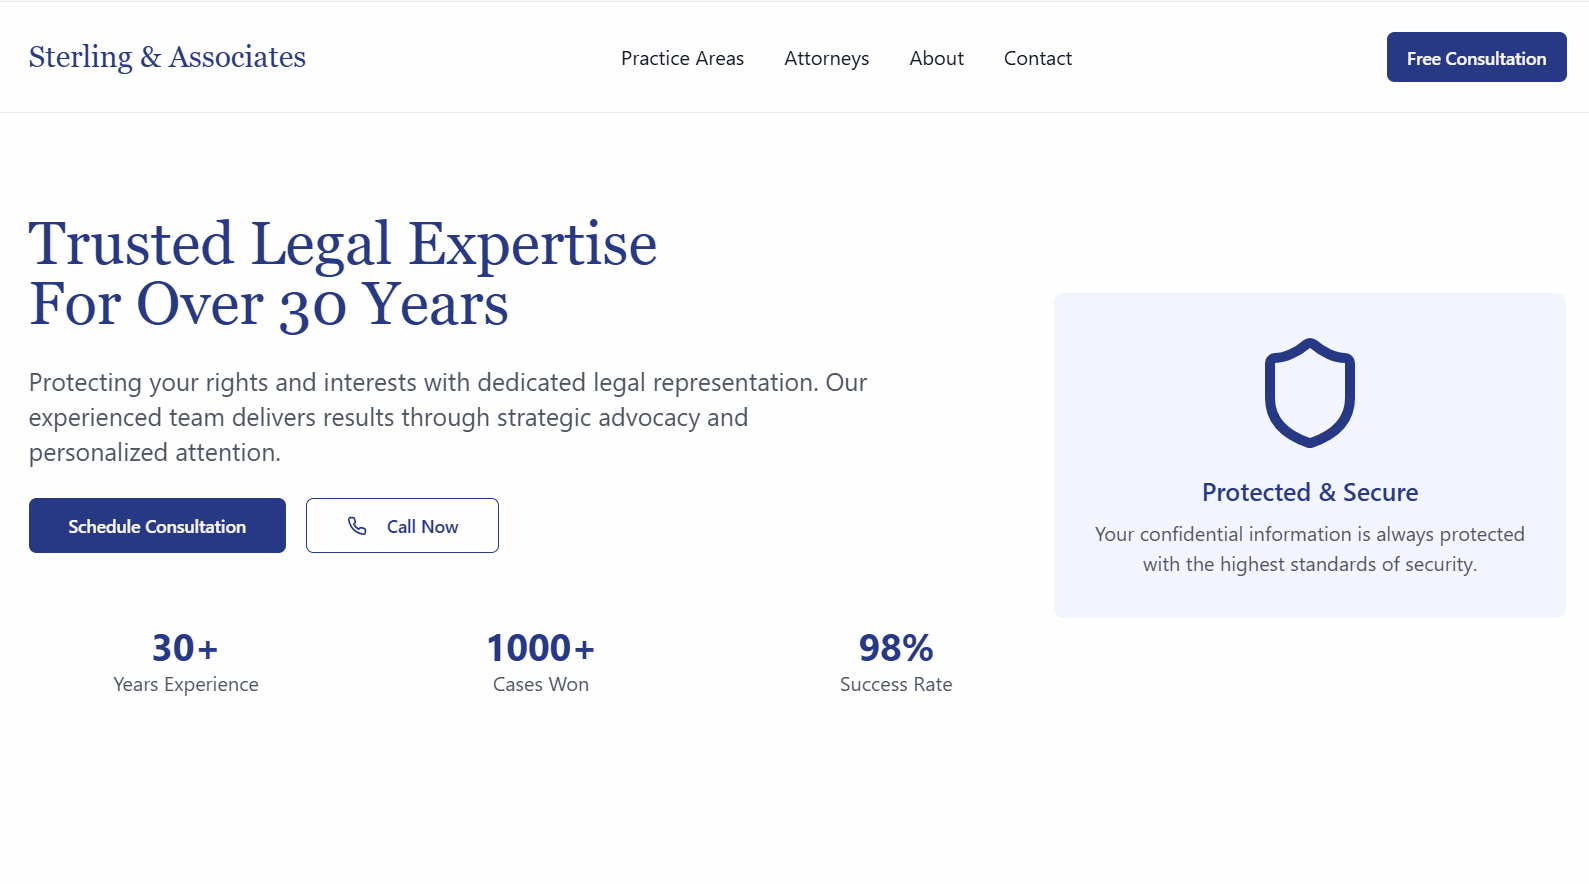 Sterling & Associates
Practice Areas
Attorneys
About
Contact
Free Consultation
Trusted Legal Expertise
For Over 30 Years
Protecting your rights and interests with dedicated legal representation. Our
experienced team delivers results through strategic advocacy and
personalized attention.
Schedule Consultation
Call Now
30+
Years Experience
1000+
Cases Won
98%
Success Rate
Protected & Secure
Your confidential information is always protected
with the highest standards of security.